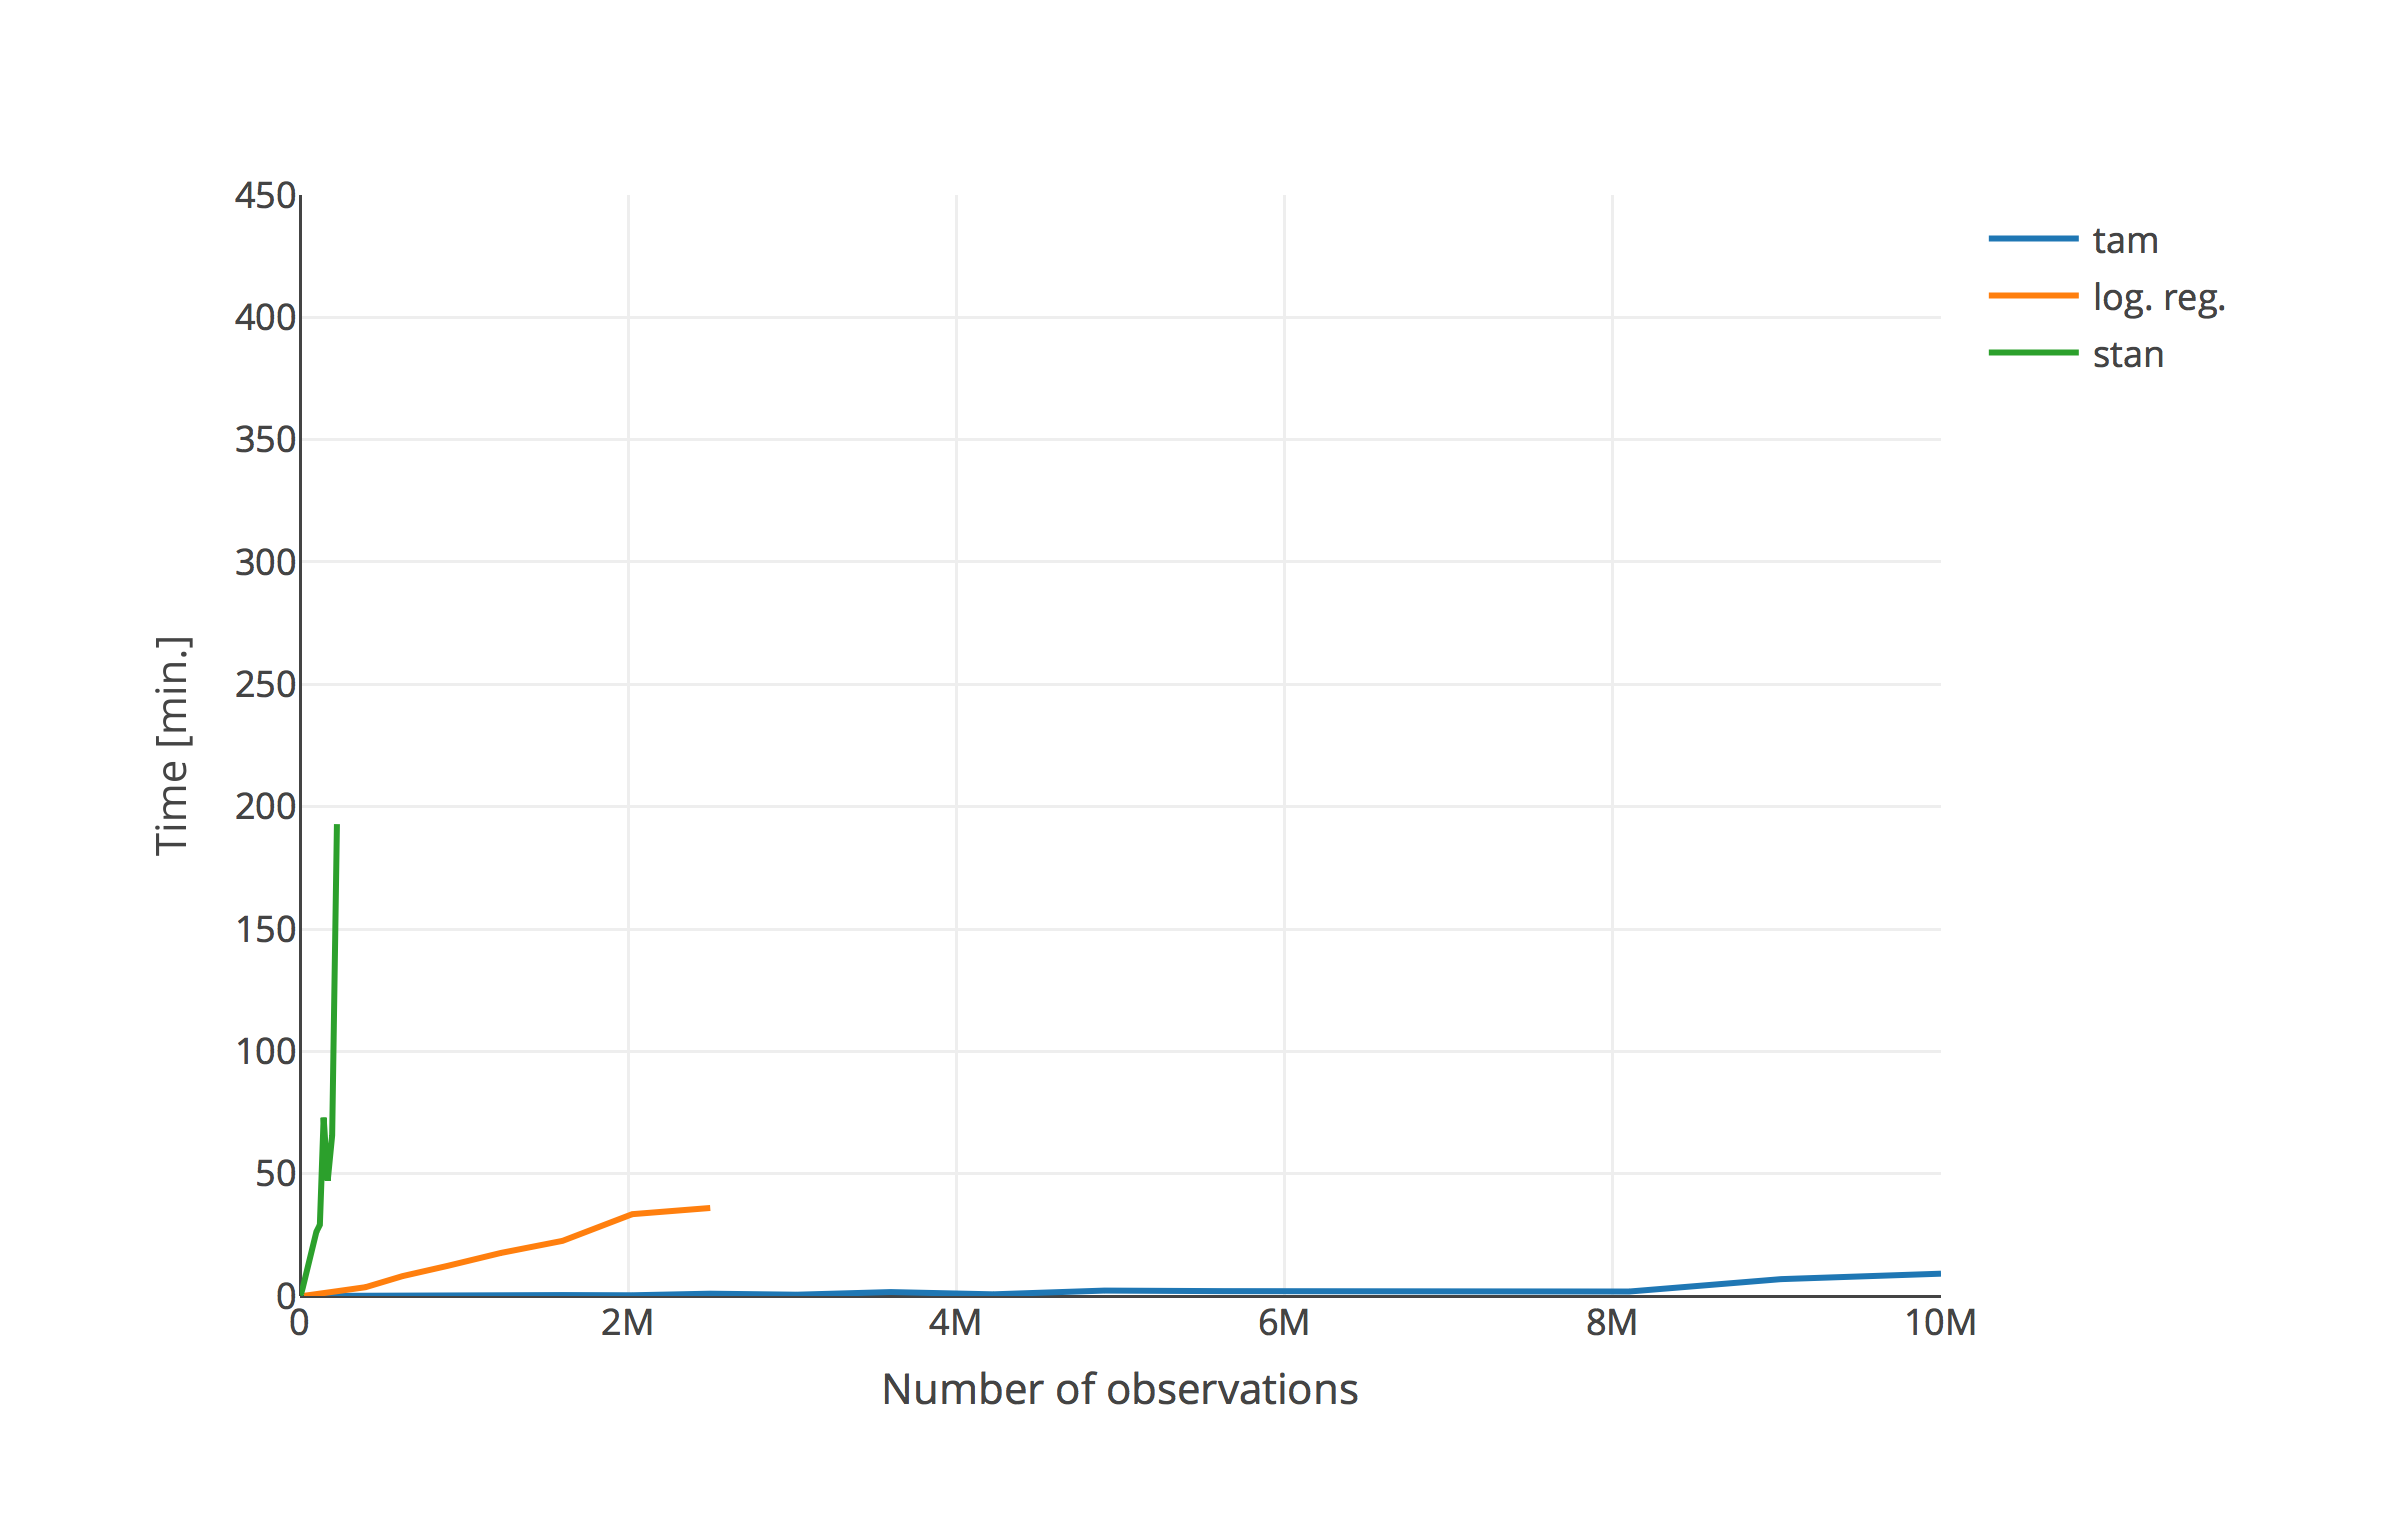 450
400
350
300
250
200
150
100
50
0
Time [min.]
0
2M
4M
6M
8M
10M
Number of observations
tam
log. reg.
stan